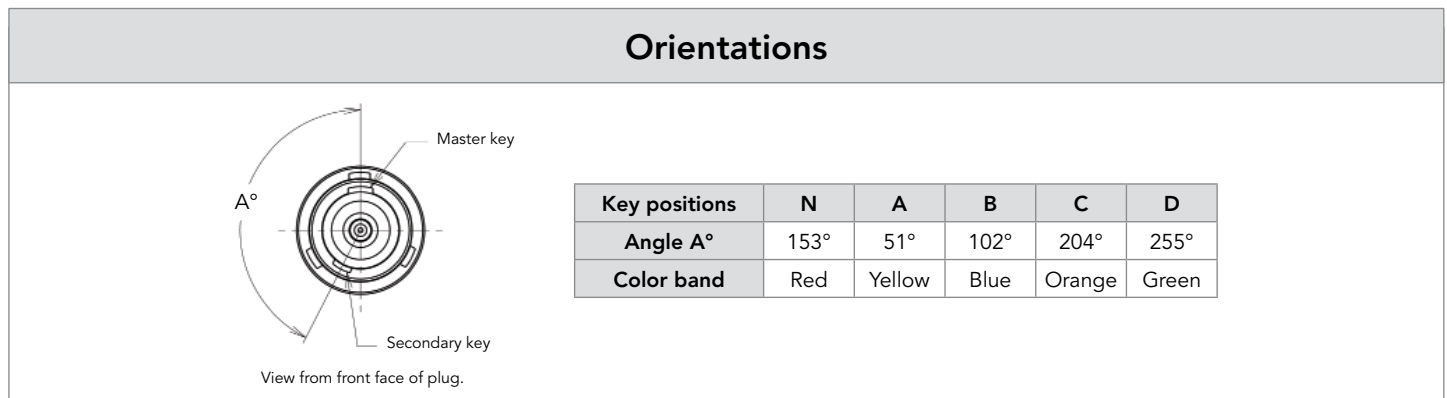 Orientations
Master key
A°
Secondary key
View from front face of plug.
Key positions N A B C D
Angle A° 153° 51° 102° 204° 255°
Color band Red Yellow Blue Orange Green